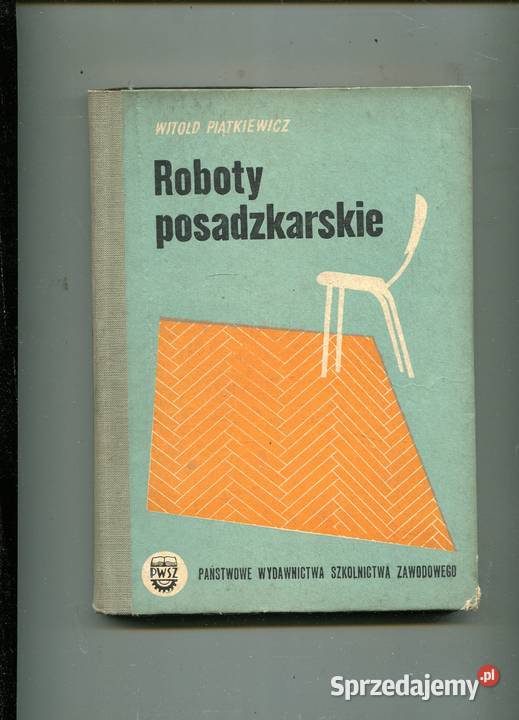 WITOLD PIĄTKIEWICZ
Roboty
posadzkarskie
PWSZ
PAŃSTWOWE WYDAWNICTWA SZKOLNICTWA ZAWODOWEGO
Sprzedajemy.pl